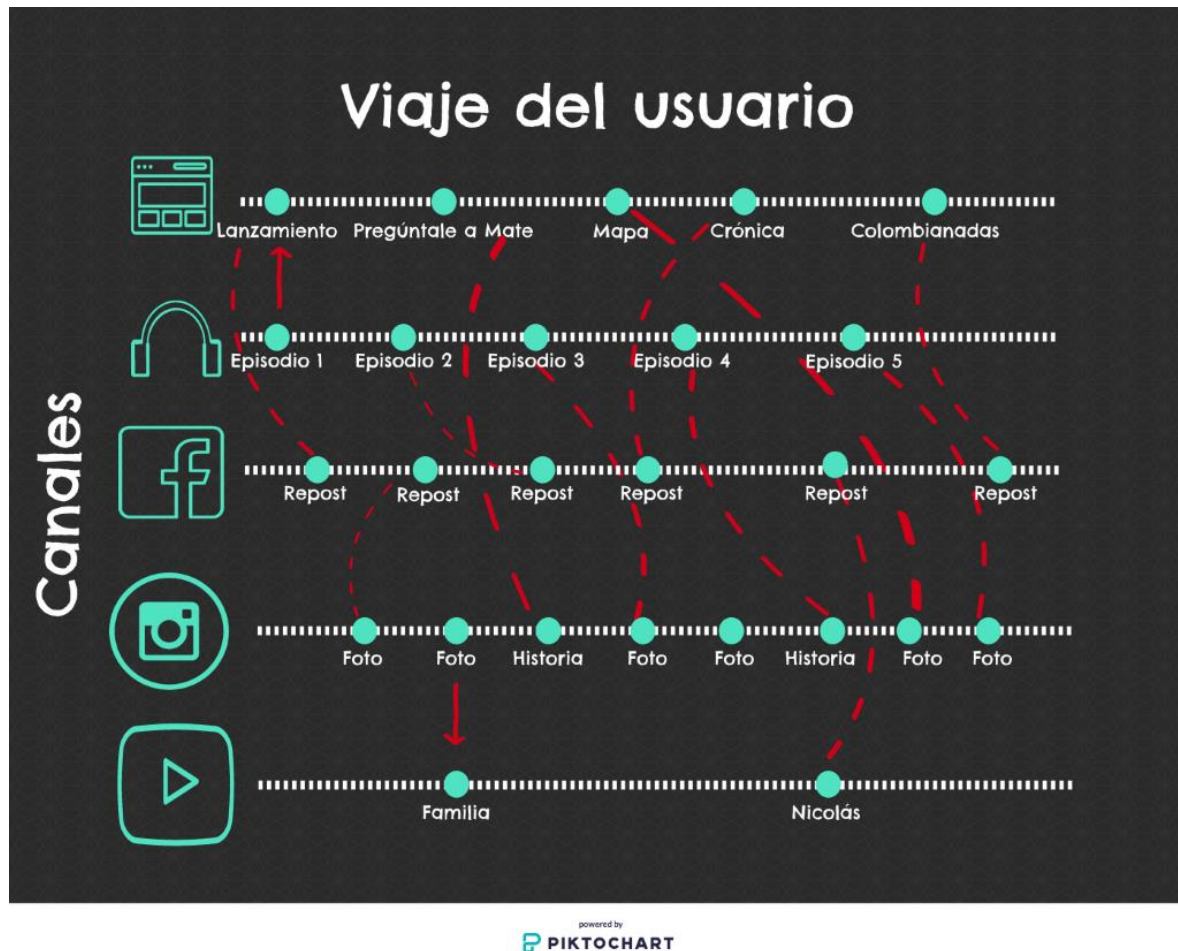 Viaje del usuario
Canales
Lanzamiento Pregúntale a Mate Mapa Crónica Colombianadas
Episodio 1 Episodio 2 Episodio 3 Episodio 4 Episodio 5
Repost Repost Repost Repost Repost Repost
Foto Foto Historia Foto Foto Historia Foto Foto
Familia Nicolás
powered by
PIKTOCHART